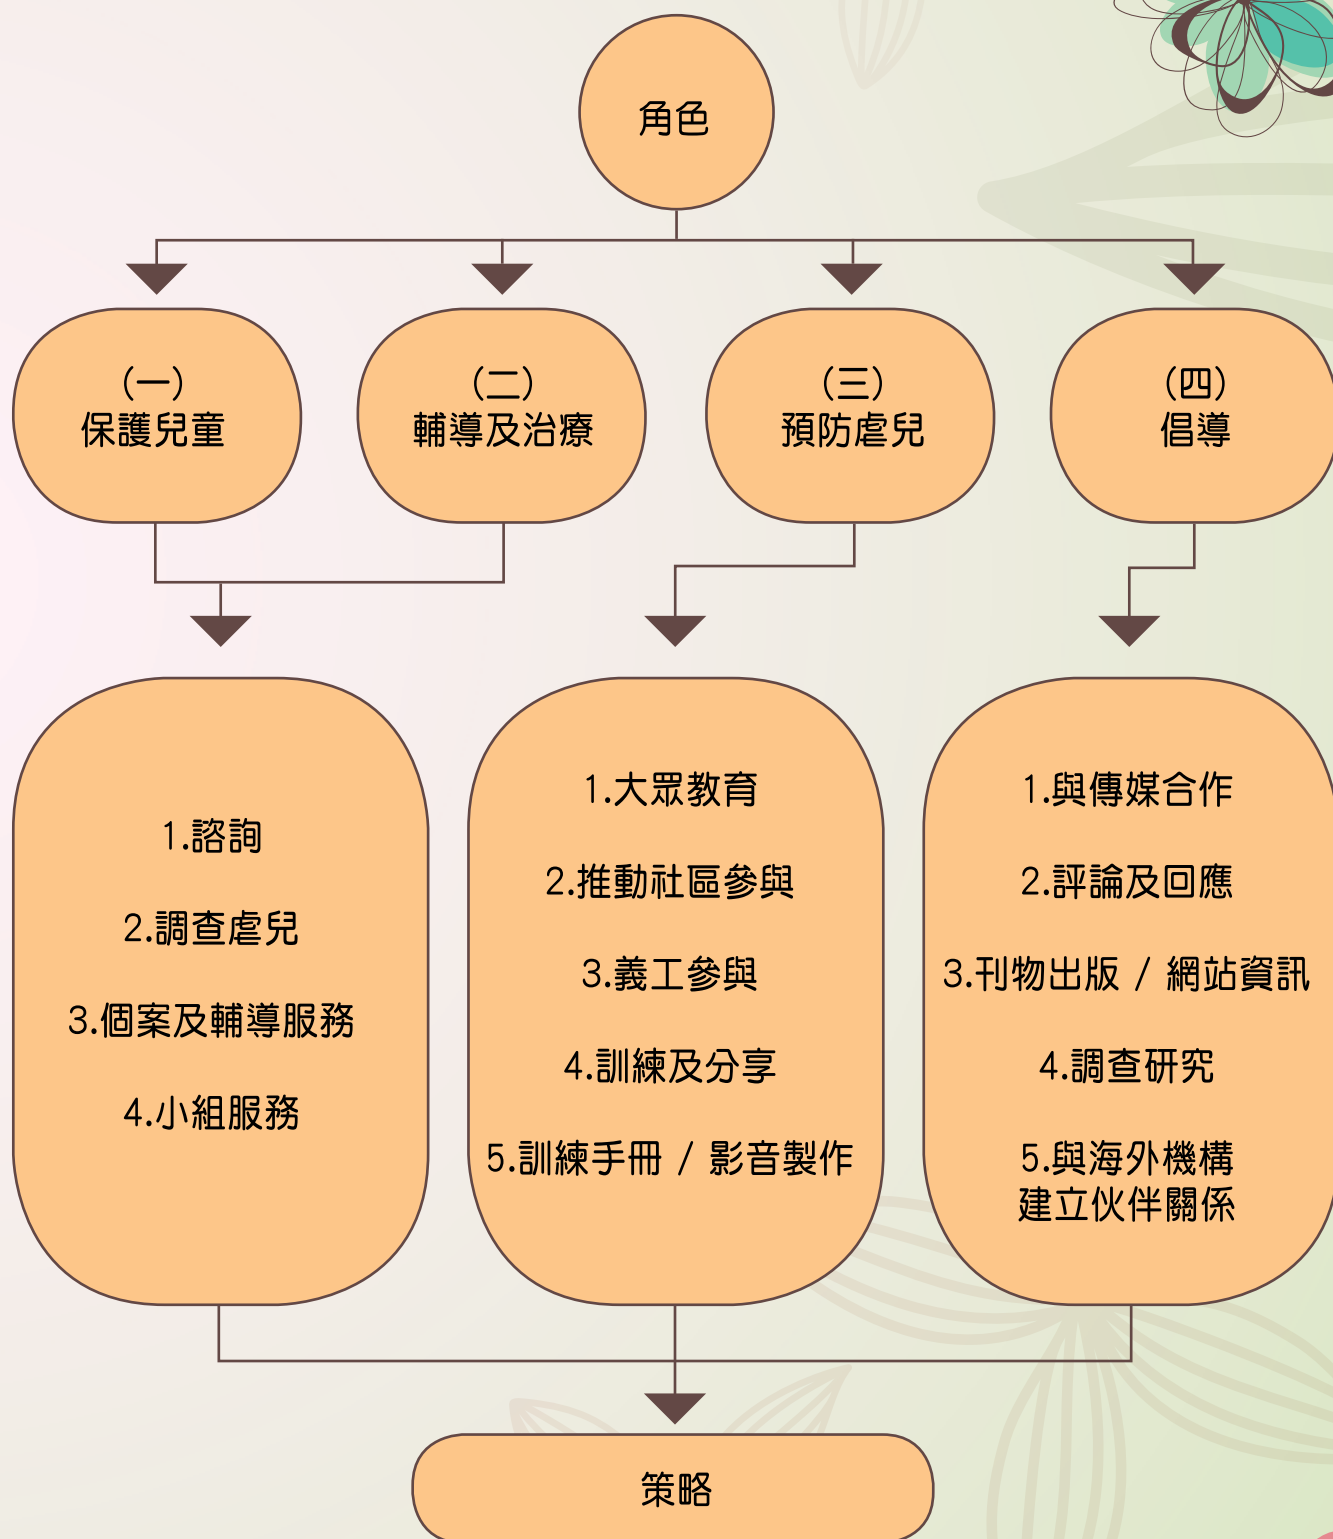 角色
(一)
保護兒童
(二)
輔導及治療
(三)
預防虐兒
(四)
倡導
1.諮詢
2.調查虐兒
3.個案及輔導服務
4.小組服務
1.大眾教育
2.推動社區參與
3.義工參與
4.訓練及分享
5.訓練手冊 / 影音製作
1.與傳媒合作
2.評論及回應
3.刊物出版 / 網站資訊
4.調查研究
5.與海外機構
建立伙伴關係
策略